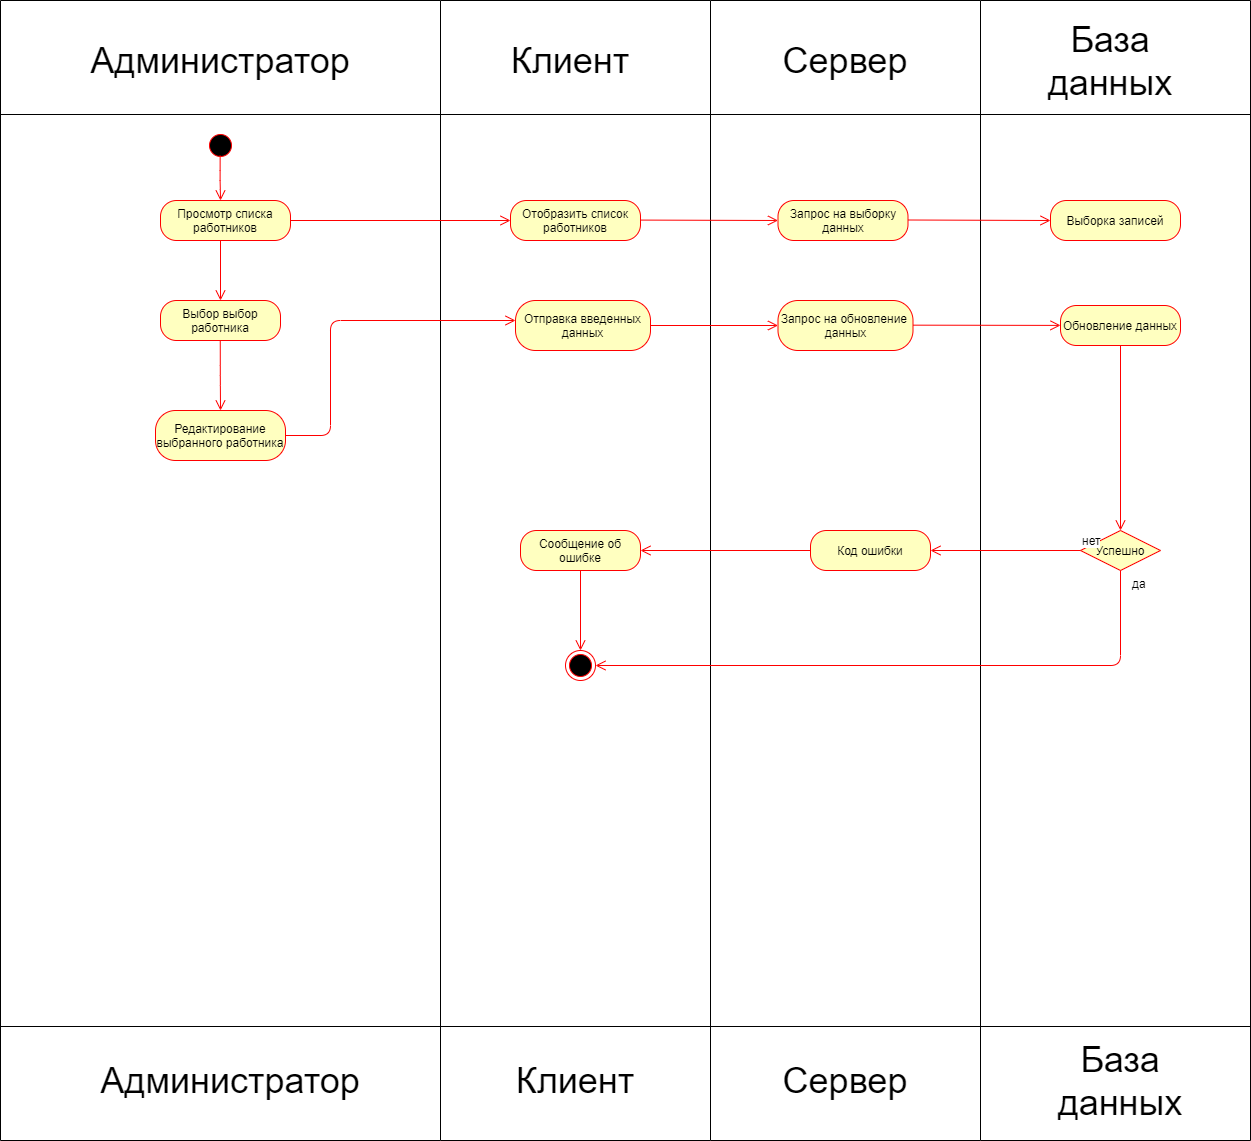 Администратор
Клиент
Сервер
База
данных
Просмотр списка
работников
Отобразить список
работников
Запрос на выборку
данных
Выборка записей
Выбор выбор
работника
Отправка введенных
данных
Запрос на обновление
данных
Обновление данных
Редактирование
выбранного работника
Сообщение об
ошибке
Код ошибки
нет
Успешно
да
Администратор
Клиент
Сервер
База
данных